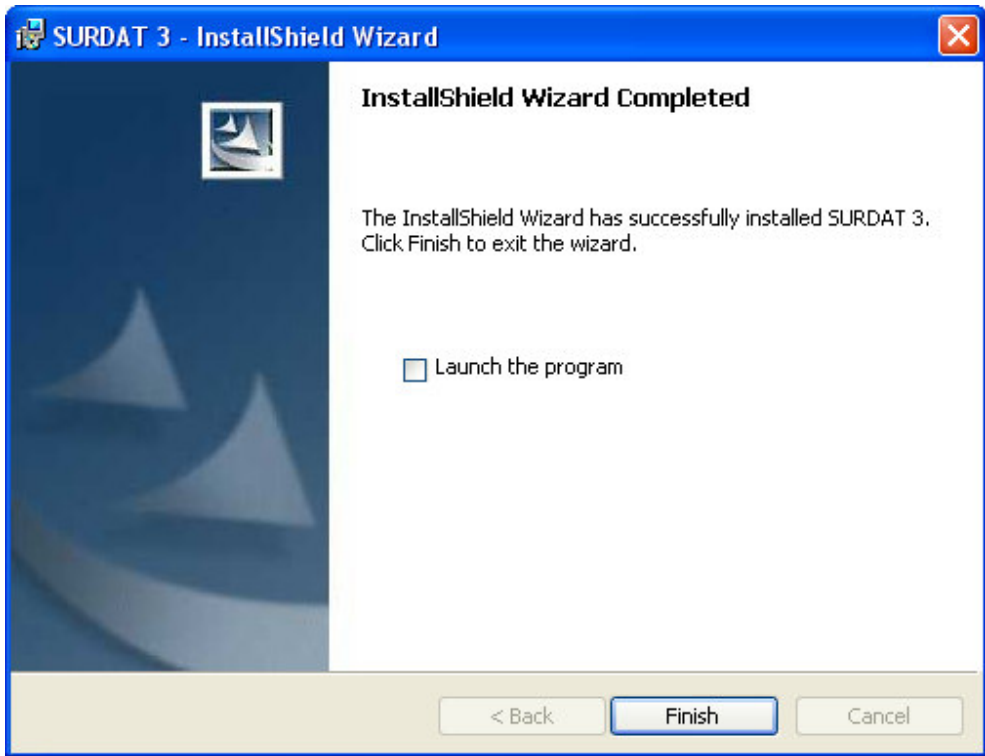 SURDAT 3 - InstallShield Wizard
InstallShield Wizard Completed
The InstallShield Wizard has successfully installed SURDAT 3.
Click Finish to exit the wizard.
Launch the program
< Back
Finish
Cancel